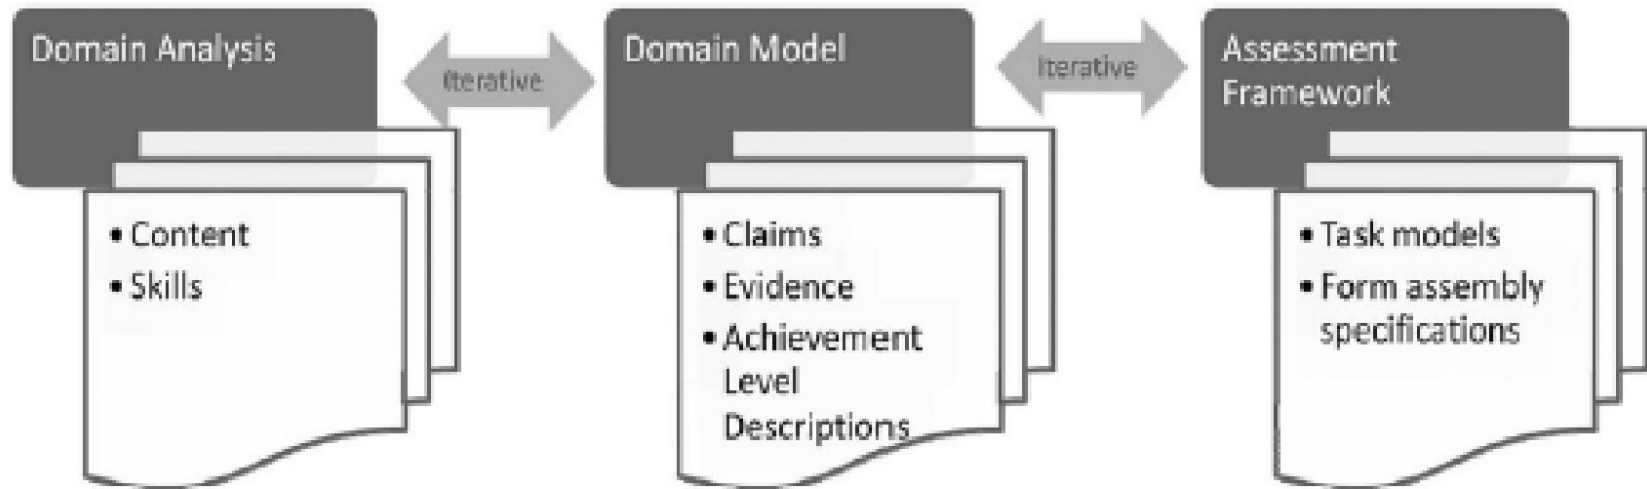 Domain Analysis
Iterative
Domain Model
Iterative
Assessment
Framework
• Content
• Skills
• Claims
• Evidence
• Achievement
Level
Descriptions
• Task models
• Form assembly
specifications